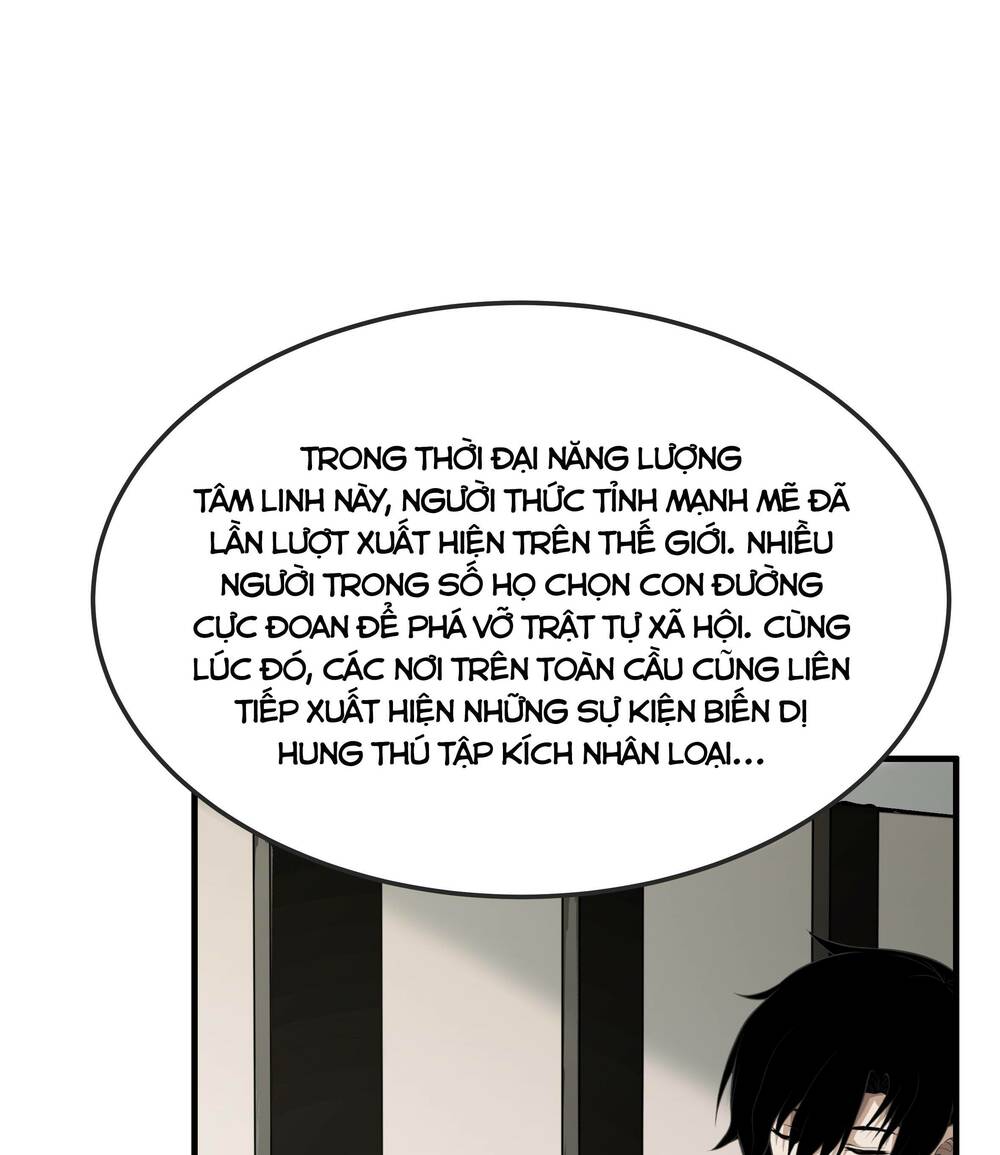 TRONG THỜI ĐẠI NĂNG LƯỢNG
TÂM LINH NÀY, NGƯỜI THỨC TỈNH MẠNH MẼ ĐÃ
LẦN LƯỢT XUẤT HIỆN TRÊN THẾ GIỚI. NHIỀU
NGƯỜI TRONG SỐ HỌ CHỌN CON ĐƯỜNG
CỰC ĐOAN ĐỂ PHÁ VỠ TRẬT TỰ XÃ HỘI. CÙNG
LÚC ĐÓ, CÁC NƠI TRÊN TOÀN CẦU CŨNG LIÊN
TIẾP XUẤT HIỆN NHỮNG SỰ KIỆN BIẾN DỊ
HUNG THÚ TẬP KÍCH NHÂN LOẠI...